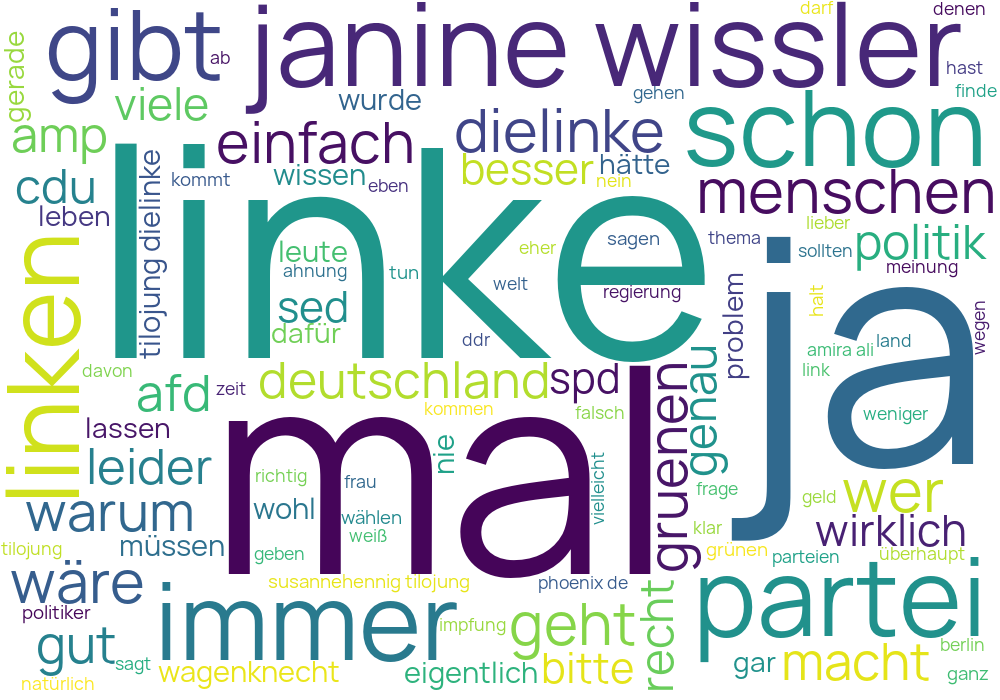 gibt
janine wissler
darf
denen
ab
hast
gerade
viele
wurde
gehen
finde
amp
einfach
dielinke
schon
cdu
wissen
eben
besser
hätte
nein
menschen
kommt
leben
tilojung dielinke
linke
leute
ahnung
tun
eher
sagen
thema
lieber
sollten
politik
meinung
welt
regierung
sed
dafür
ddr
problem
halt
ja
wegen
land
amira ali
link
linken
davon
afd
zeit
deutschland
spd
genau
weniger
kommen
falsch
gruenen
lassen
mal
nie
leider
richtig
frau
vielleicht
frage
geld
wer
warum
wohl
wählen
weiß
klar
wirklich
tilojung
müssen
geben
grünen
parteien
überhaupt
wäre
susannehennig tilojung
phoenix de
partei
politiker
immer
impfung
geht
recht
gut
sagt
wagenknecht
eigentlich
bitte
gar
macht
berlin
ganz
natürlich